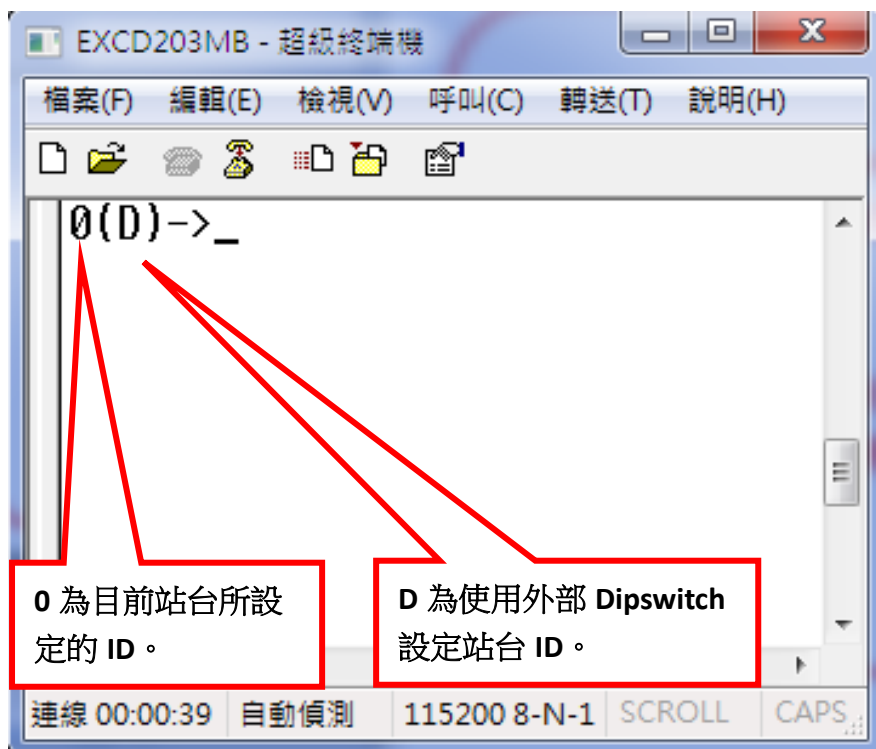 EXCD203MB - 超級終端機
檔案(F) 編輯(E) 檢視(V) 呼叫(C) 轉送(T) 說明(H)
0(D)->_
0 為目前站台所設
定的 ID。
D 為使用外部 Dipswitch
設定站台 ID。
連線 00:00:39 自動偵測 115200 8-N-1 SCROLL CAPS